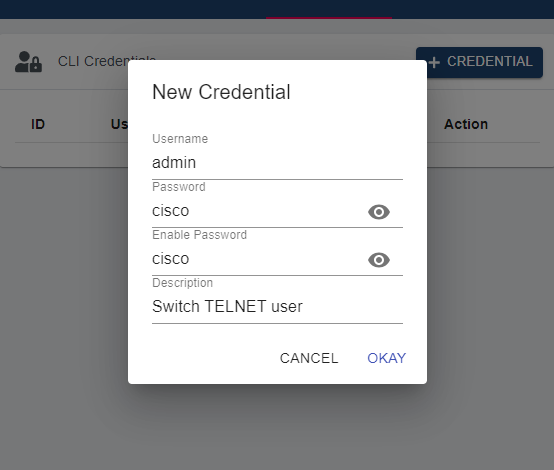 CLI Credentials
+ CREDENTIAL
ID
Us
Action
New Credential
Username
admin
Password
cisco
Enable Password
cisco
Description
Switch TELNET user
CANCEL
OKAY